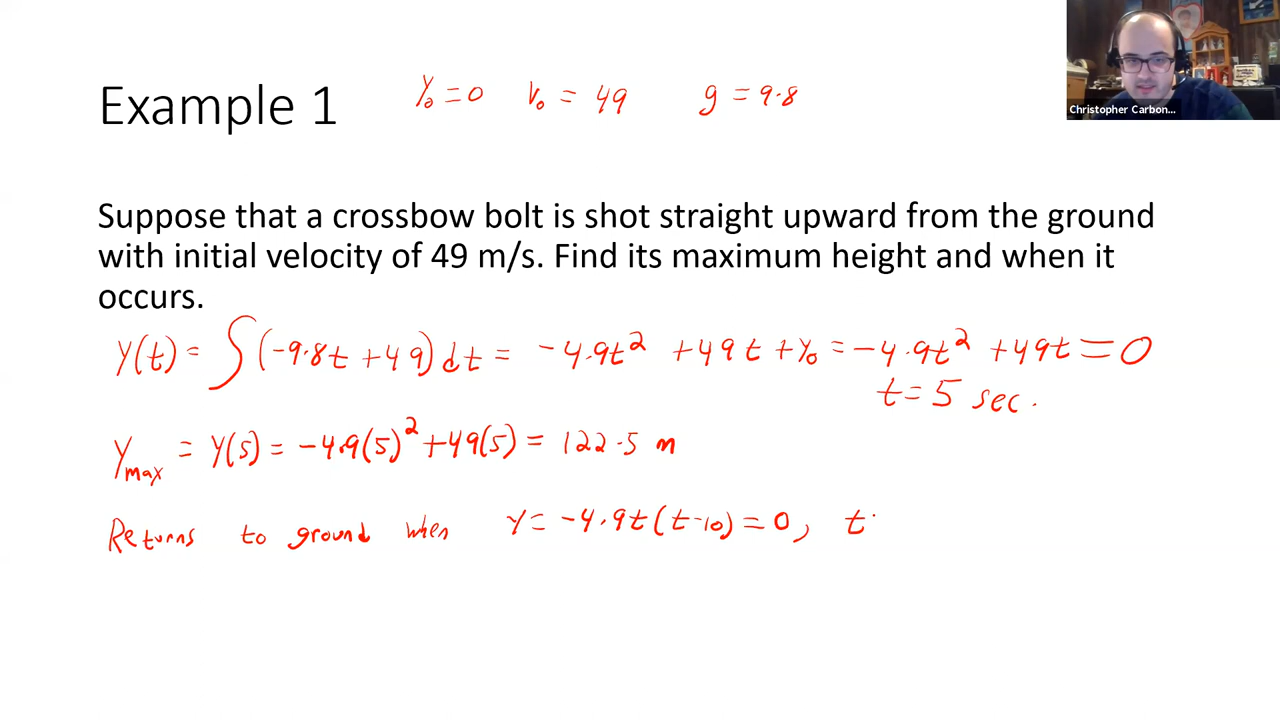 Example 1
y₀ = 0 v₀ = 49 g = 9.8
Christopher Carbon...
Suppose that a crossbow bolt is shot straight upward from the ground
with initial velocity of 49 m/s. Find its maximum height and when it
occurs.
y(t) = ∫(-9.8t + 49) dt = -4.9t² + 49t + y₀ = -4.9t² + 49t = 0
t = 5 sec.
Ymax = y(5) = -4.9(5)² + 49(5) = 122.5 m
Returns to ground when y = -4.9t(t-10) = 0, t